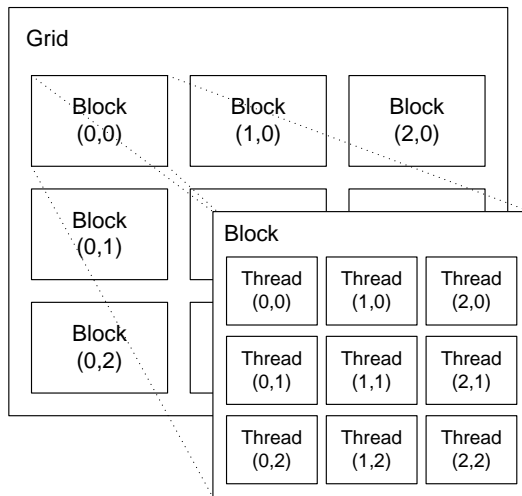 Grid
Block
(0,0)
Block
(1,0)
Block
(2,0)
Block
(0,1)
Block
(0,2)
Block
Thread
(0,0)
Thread
(1,0)
Thread
(2,0)
Thread
(0,1)
Thread
(1,1)
Thread
(2,1)
Thread
(0,2)
Thread
(1,2)
Thread
(2,2)